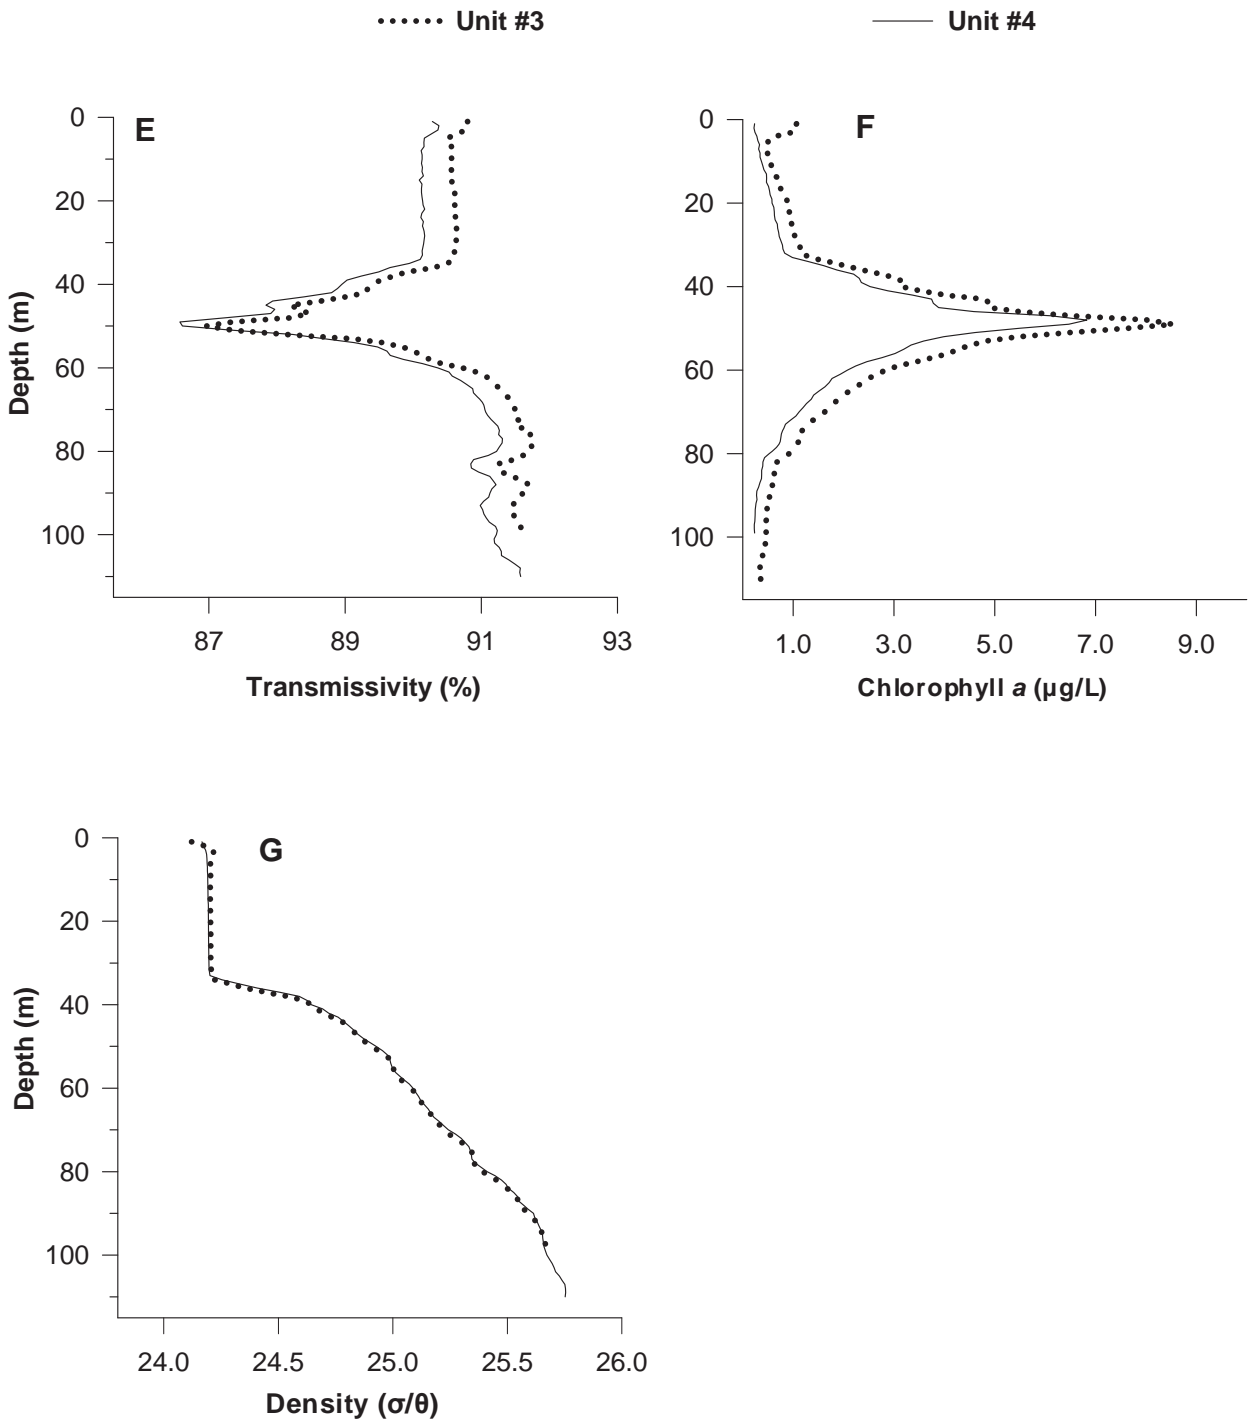 Unit #3 Unit #4
E
0
20
40
60
80
100
Depth (m)
87 89 91 93
Transmissivity (%)
F
0
20
40
60
80
100
1.0 3.0 5.0 7.0 9.0
Chlorophyll a (µg/L)
G
0
20
40
60
80
100
Depth (m)
24.0 24.5 25.0 25.5 26.0
Density (σ/θ)